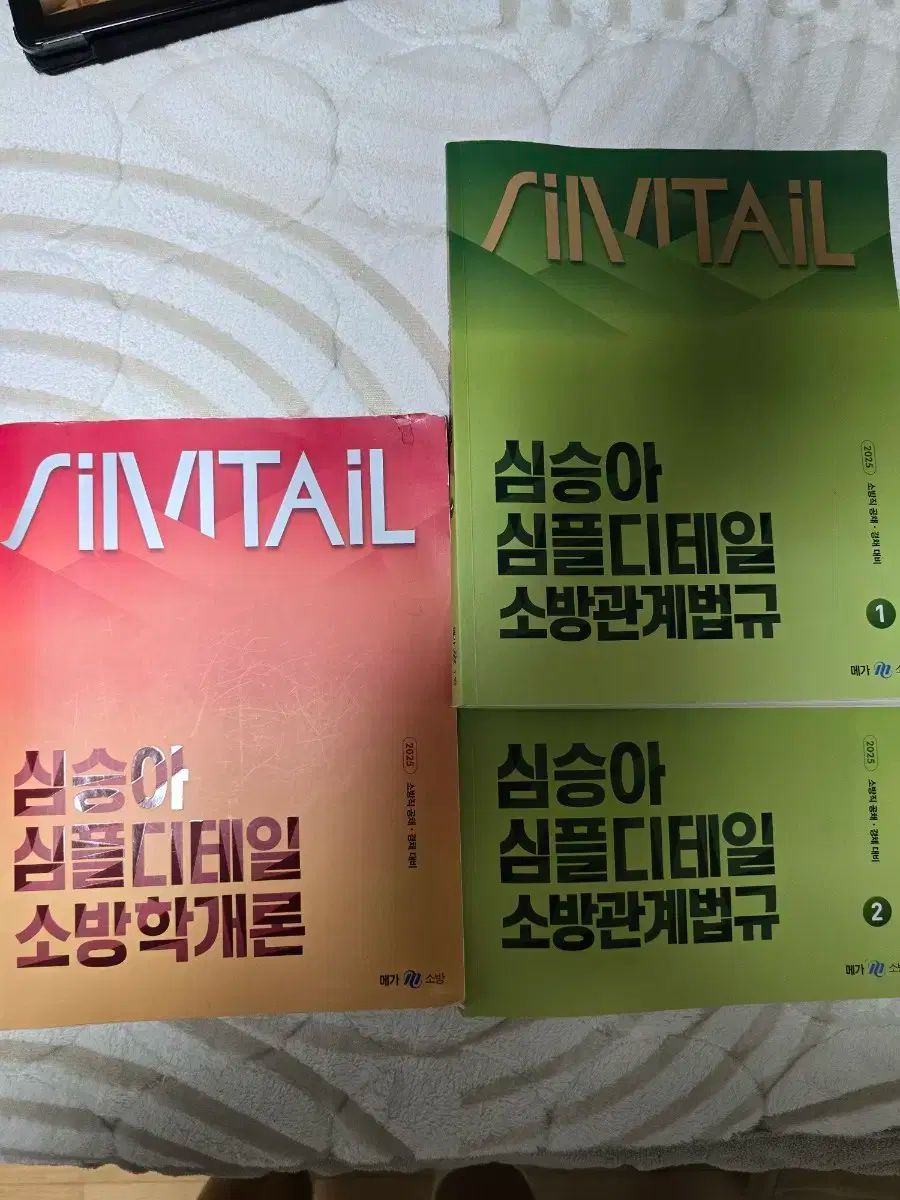 SiMTAiL
심승아
심플디테일
소방학개론
2025
소방직 공채·경채 대비
메가 소방
SiMTAiL
심승아
심플디테일
소방관계법규
2025
소방직 공채·경채 대비
1
메가
심승아
심플디테일
소방관계법규
2025
소방직 공채·경채 대비
2
메가